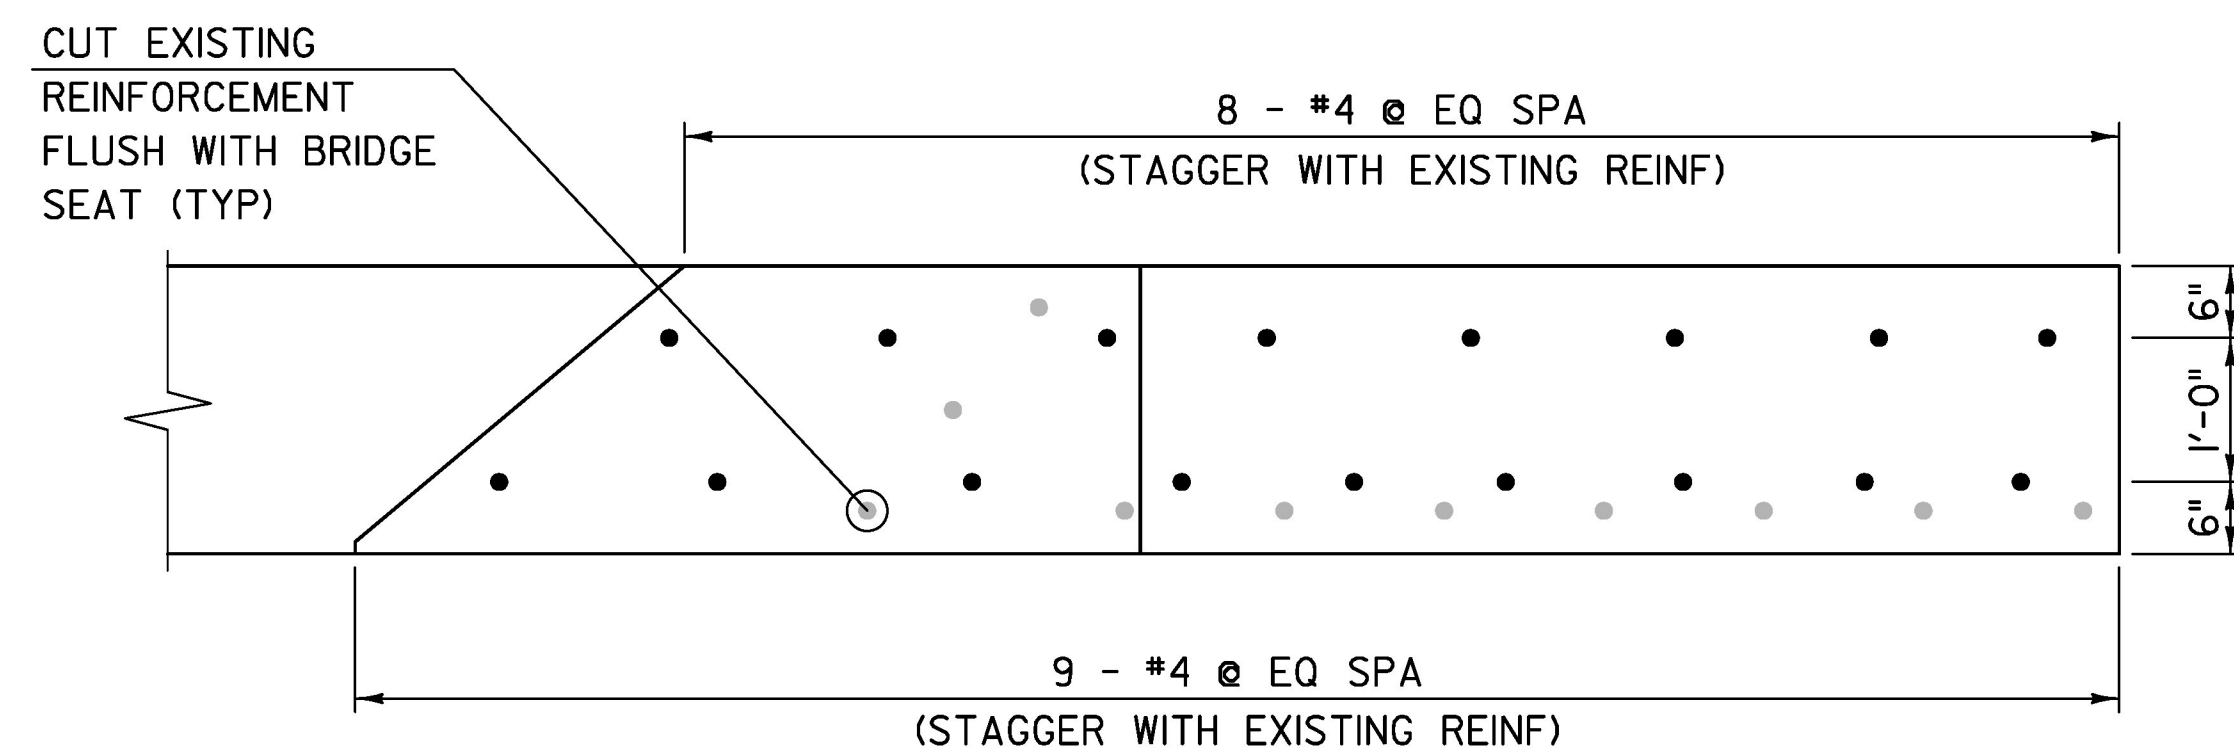 CUT EXISTING
REINFORCEMENT
FLUSH WITH BRIDGE
SEAT (TYP)
8 - #4 @ EQ SPA
(STAGGER WITH EXISTING REINF)
6"
1'-0"
6"
9 - #4 @ EQ SPA
(STAGGER WITH EXISTING REINF)